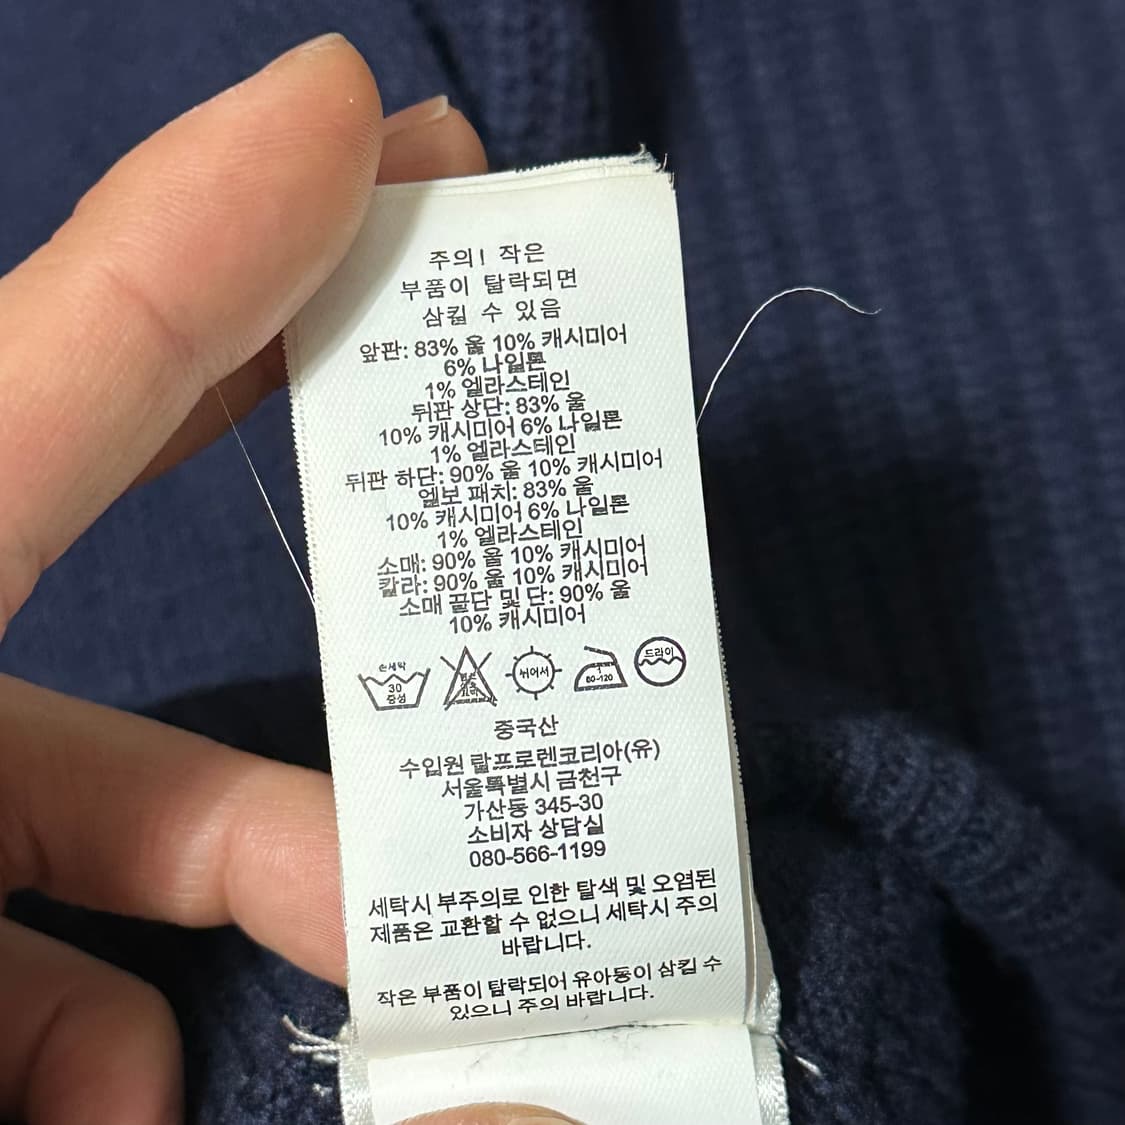 주의! 작은
부품이 탈락되면
삼킬 수 있음
앞판: 83% 울 10% 캐시미어
6% 나일론
1% 엘라스테인
뒤판 상단: 83% 울
10% 캐시미어 6% 나일론
1% 엘라스테인
뒤판 하단: 90% 울 10% 캐시미어
엘보 패치: 83% 울
10% 캐시미어 6% 나일론
1% 엘라스테인
소매: 90% 울 10% 캐시미어
칼라: 90% 울 10% 캐시미어
소매 끝단 및 단: 90% 울
10% 캐시미어
손세탁
30
중성
뉘어서
1
80-120
드라이
중국산
수입원 랄프로렌코리아(유)
서울특별시 금천구
가산동 345-30
소비자 상담실
080-566-1199
세탁시 부주의로 인한 탈색 및 오염된
제품은 교환할 수 없으니 세탁시 주의
바랍니다.
작은 부품이 탈락되어 유아동이 삼킬 수
있으니 주의 바랍니다.